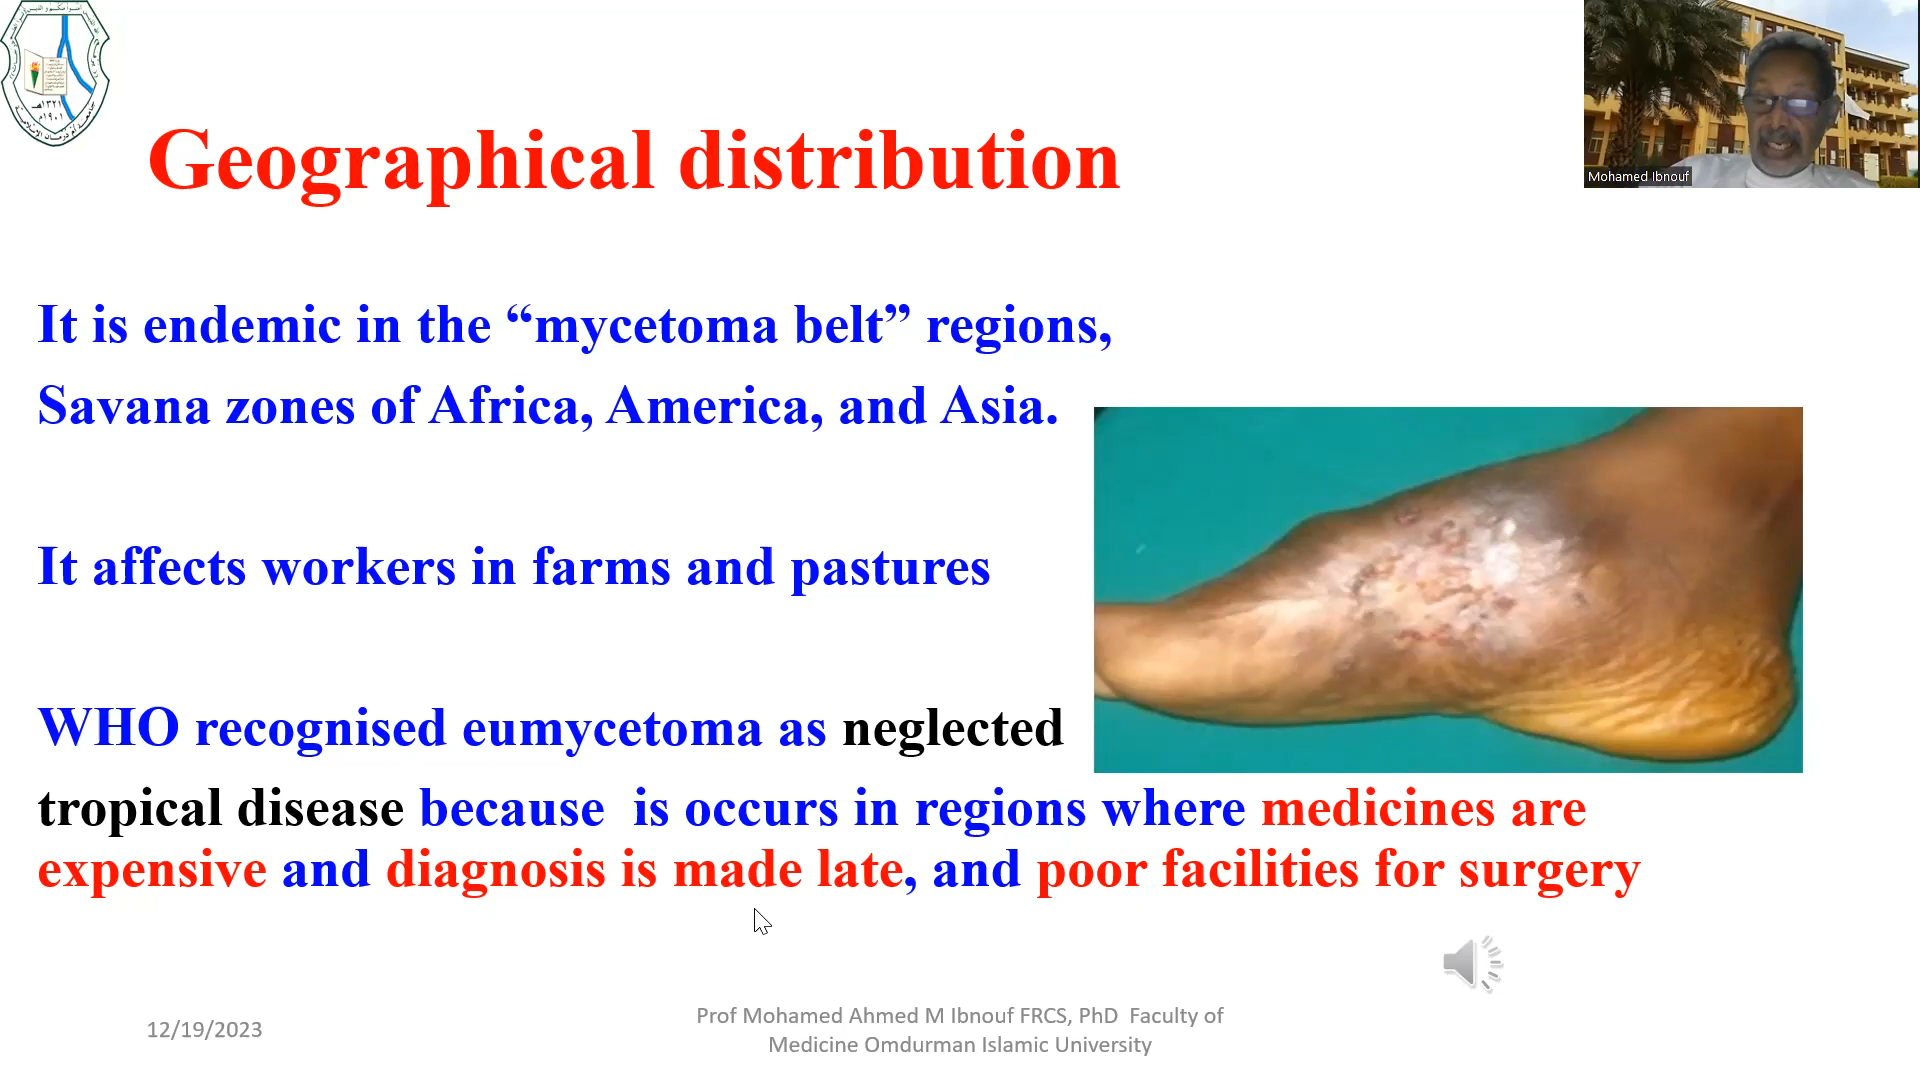 Mohamed Ibnouf
Geographical distribution
It is endemic in the “mycetoma belt” regions,
Savana zones of Africa, America, and Asia.
It affects workers in farms and pastures
WHO recognised eumycetoma as neglected
tropical disease because is occurs in regions where medicines are
expensive and diagnosis is made late, and poor facilities for surgery
12/19/2023
Prof Mohamed Ahmed M Ibnouf FRCS, PhD Faculty of
Medicine Omdurman Islamic University